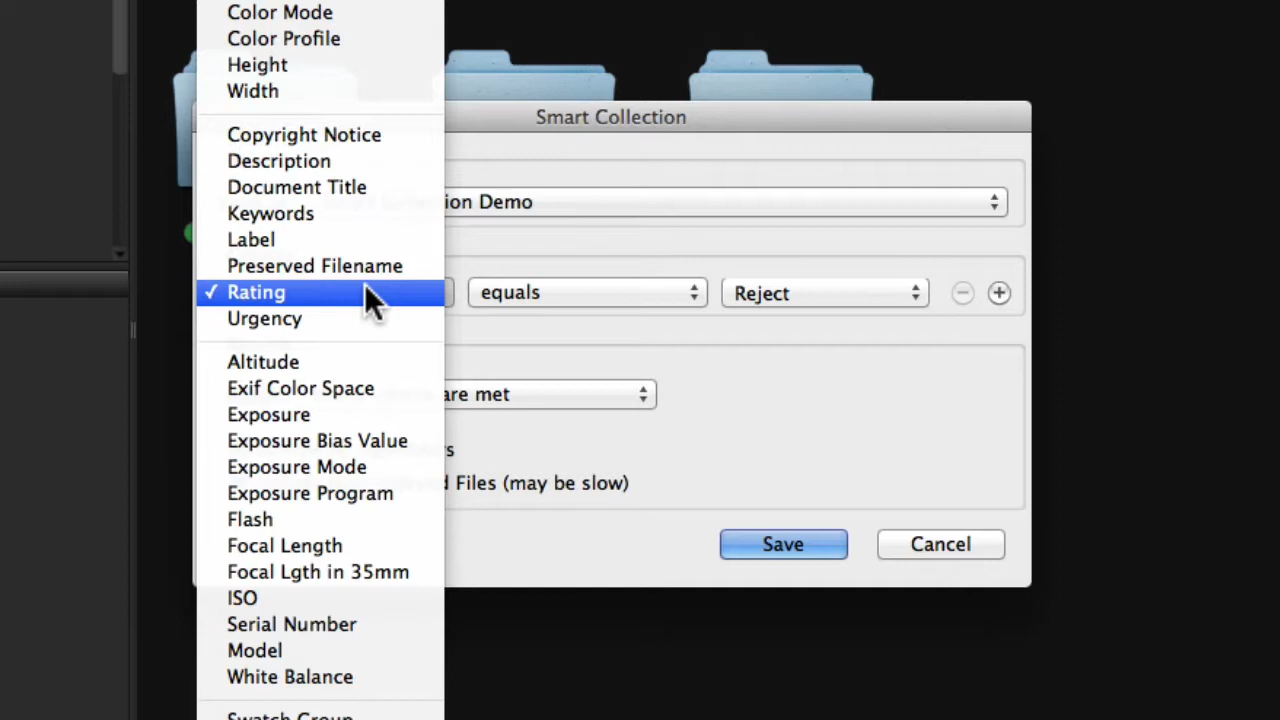 Color Mode
Color Profile
Height
Width
Smart Collection
Copyright Notice
Description
Document Title
ion Demo
Keywords
Label
Preserved Filename
✓ Rating
equals
Reject
Urgency
Altitude
Exif Color Space
are met
Exposure
Exposure Bias Value
Exposure Mode
Files (may be slow)
Exposure Program
Flash
Save
Cancel
Focal Length
Focal Lgth in 35mm
ISO
Serial Number
Model
White Balance
Swatch Group